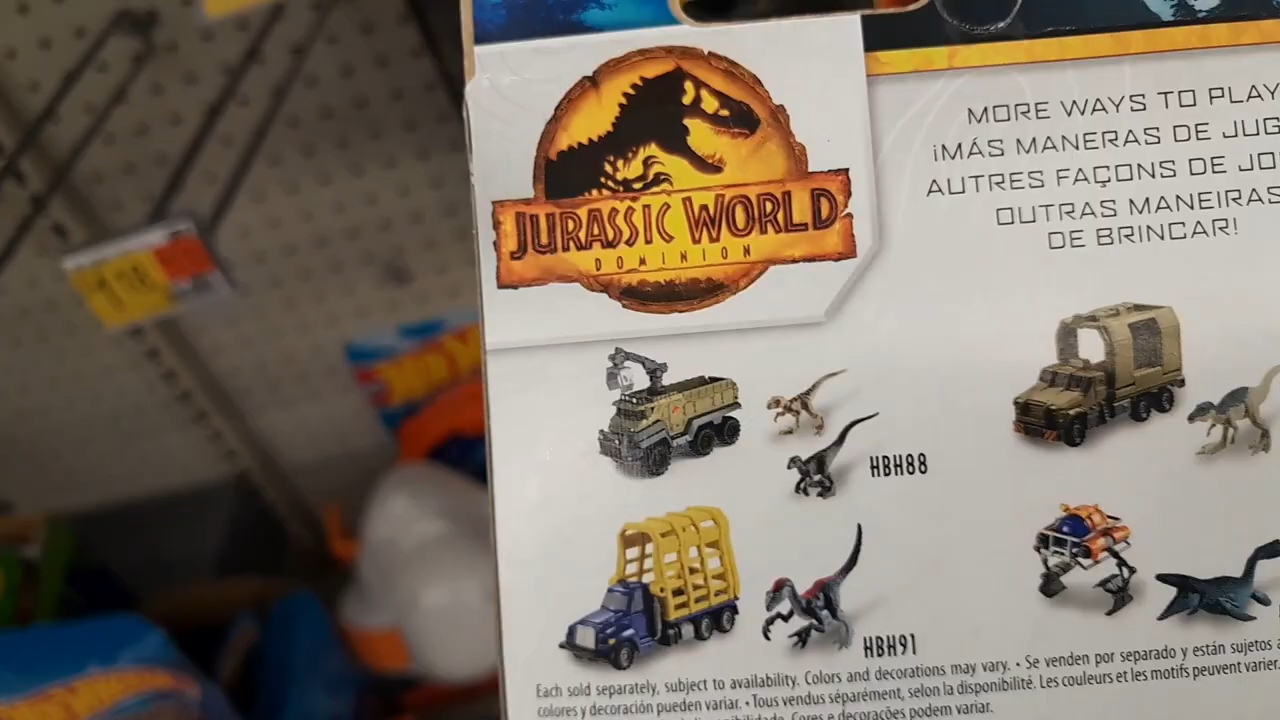 JURASSIC WORLD
DOMINION
MORE WAYS TO PLAY
¡MÁS MANERAS DE JUG
AUTRES FAÇONS DE JO
OUTRAS MANEIRAS
DE BRINCAR!
HBH88
HBH91
Each sold separately, subject to availability. Colors and decorations may vary. • Se venden por separado y están sujetos a
colores y decoración pueden variar. • Tous vendus séparément, selon la disponibilité. Les couleurs et les motifs peuvent varier.
Cores e decorações podem variar.
HOT WHEELS